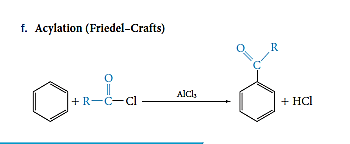 f. Acylation (Friedel–Crafts)
O R
C
O
+ R—C—Cl AlCl₃ + HCl